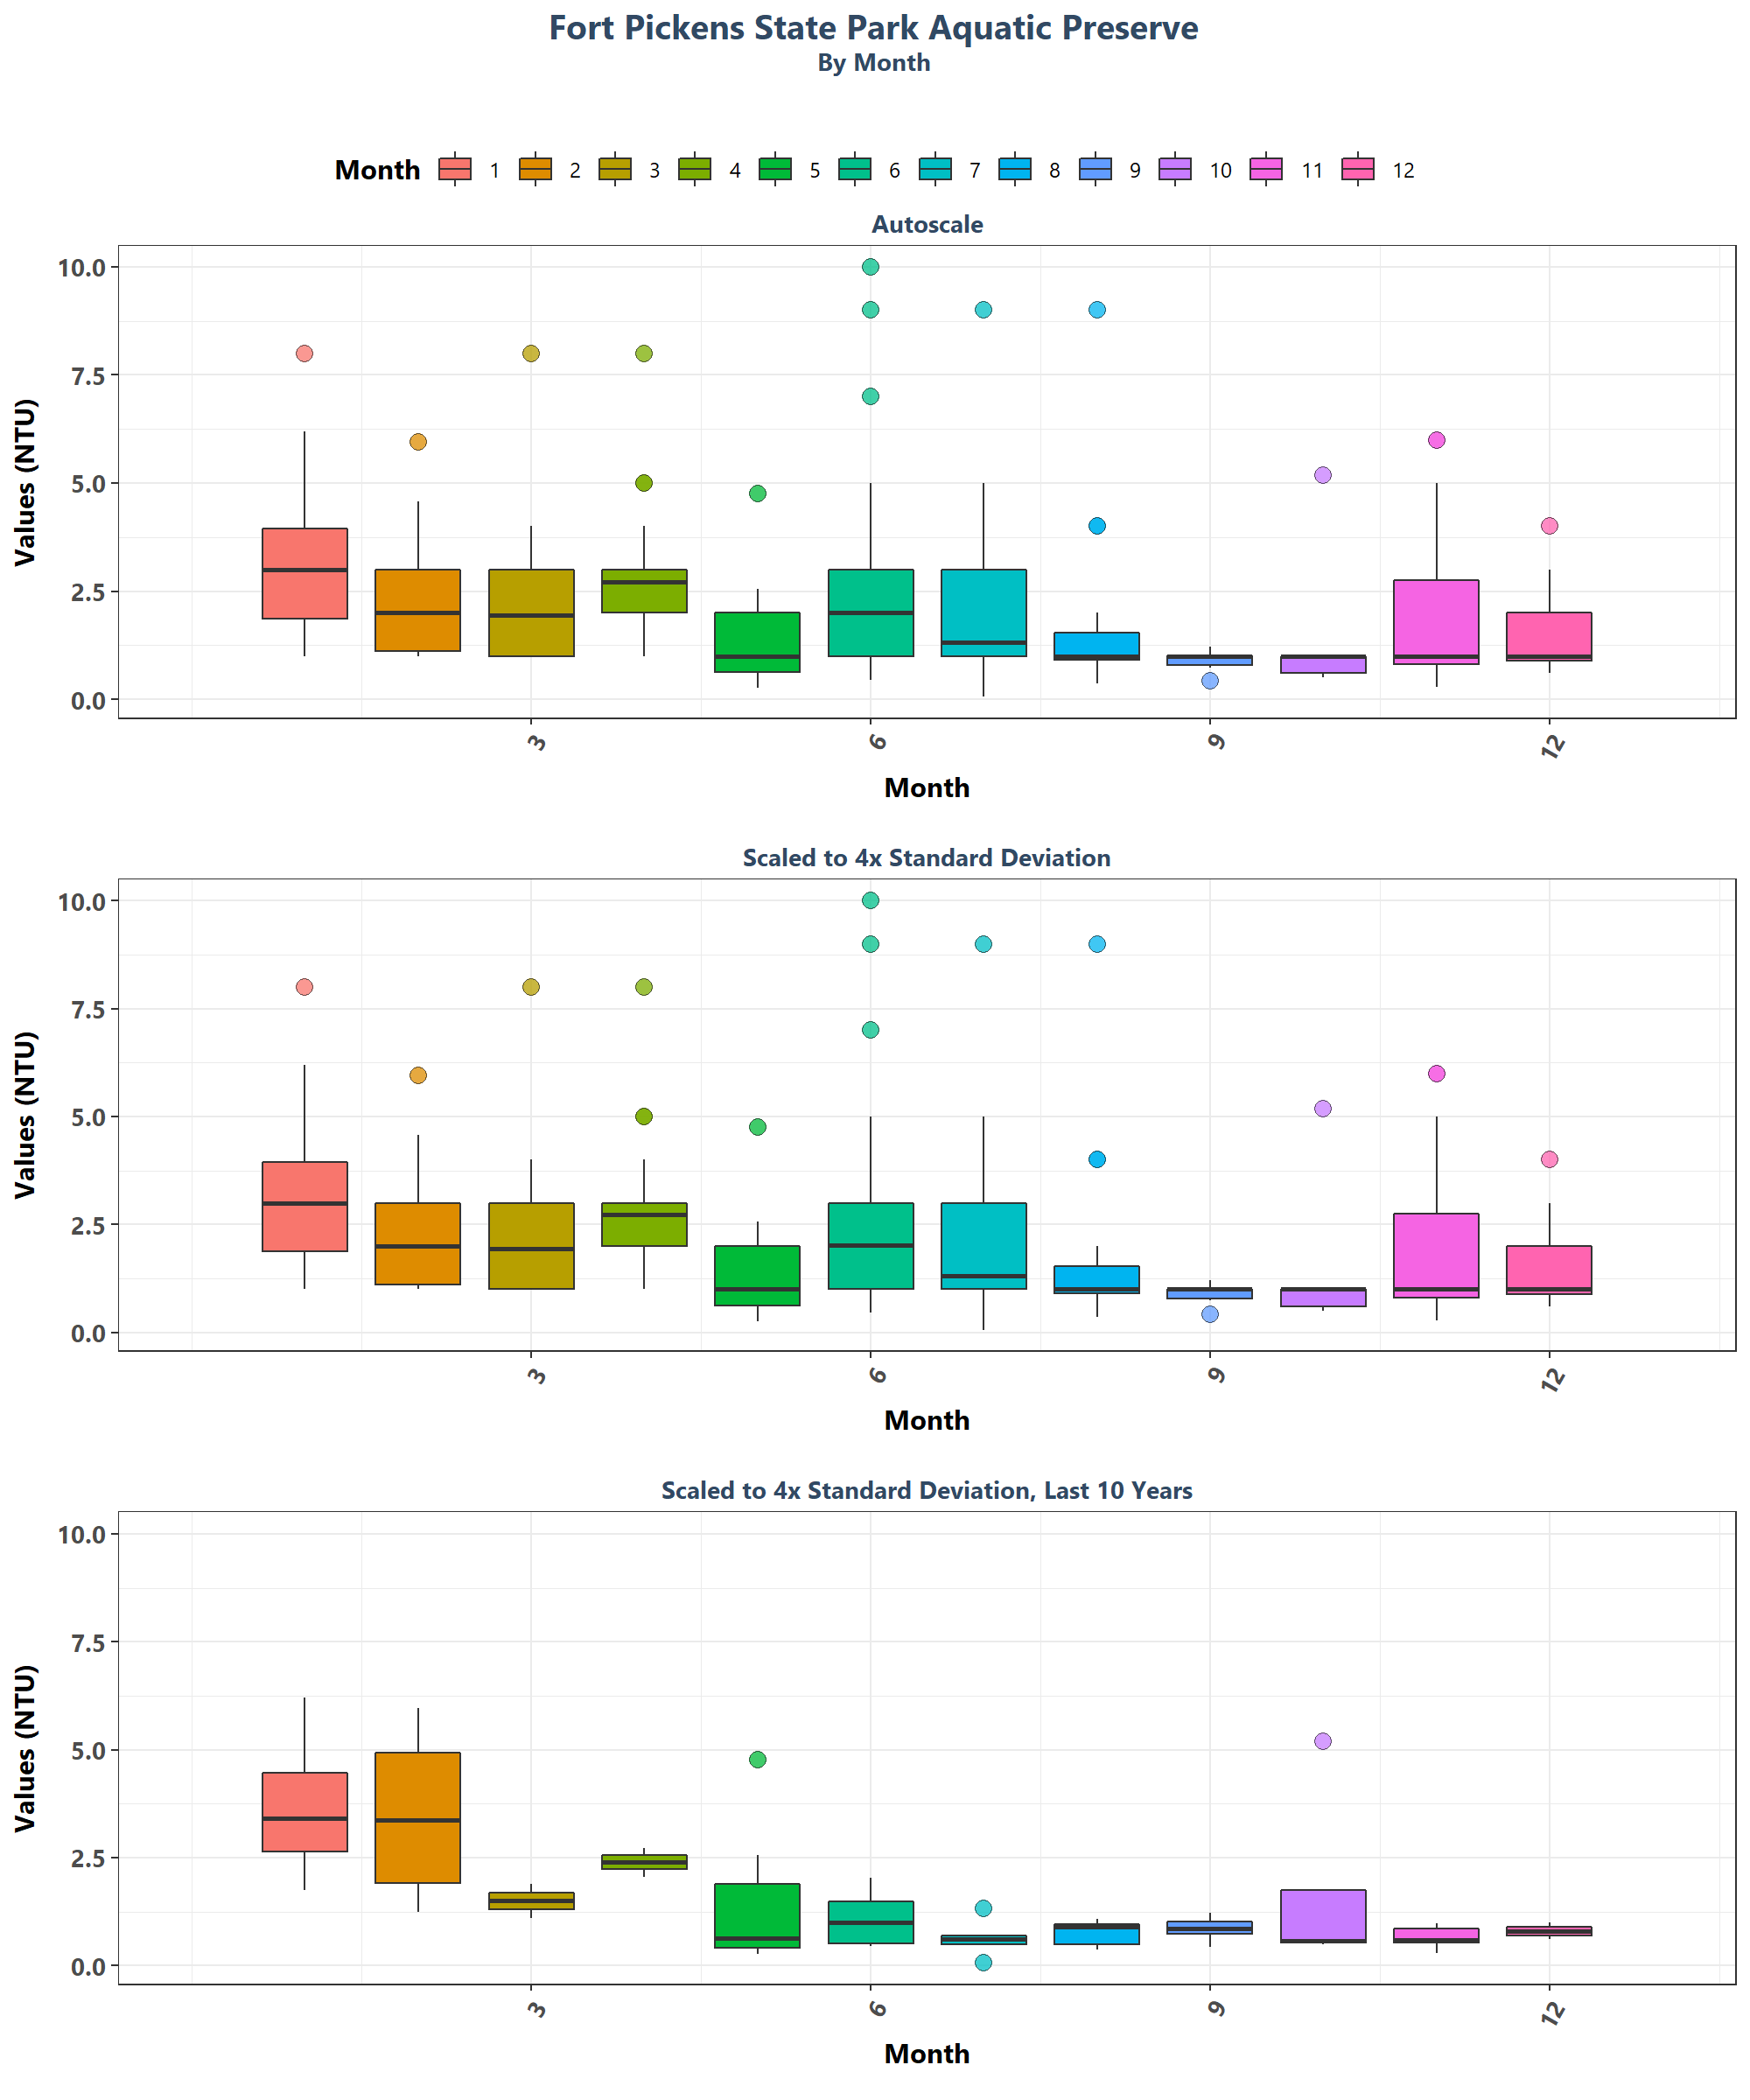 Fort Pickens State Park Aquatic Preserve
By Month
Month 1 2 3 4 5 6 7 8 9 10 11 12
Autoscale
Values (NTU)
10.0
7.5
5.0
2.5
0.0
3 6 9 12
Month
Scaled to 4x Standard Deviation
Values (NTU)
10.0
7.5
5.0
2.5
0.0
3 6 9 12
Month
Scaled to 4x Standard Deviation, Last 10 Years
Values (NTU)
10.0
7.5
5.0
2.5
0.0
3 6 9 12
Month